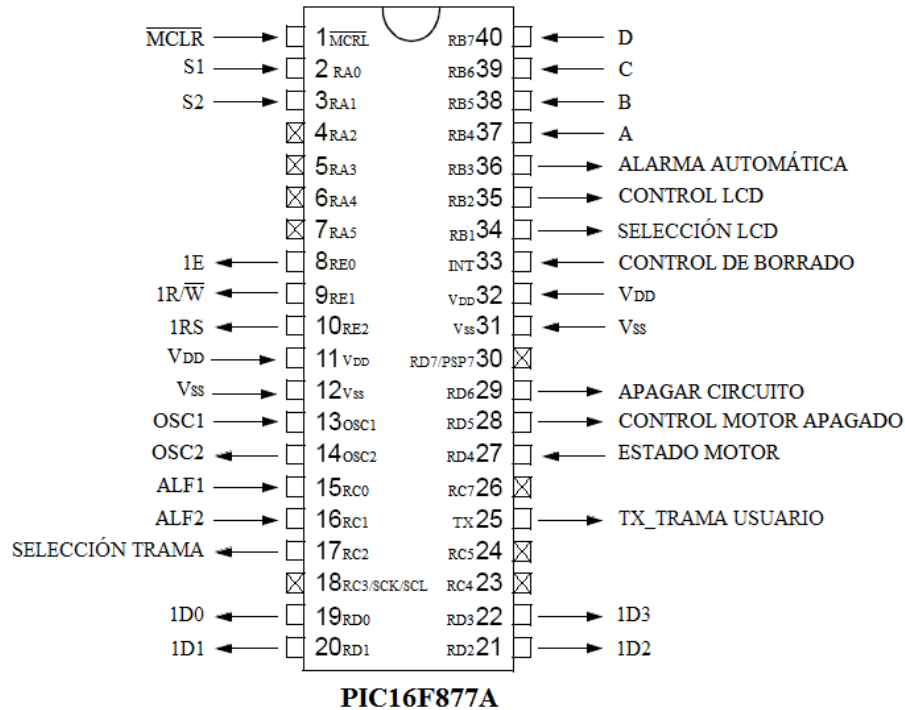 M̅C̅L̅R̅ 1 M̅C̅R̅L̅ RB7 40 D
S1 2 RA0 RB6 39 C
S2 3 RA1 RB5 38 B
4 RA2 RB4 37 A
5 RA3 RB3 36 ALARMA AUTOMÁTICA
6 RA4 RB2 35 CONTROL LCD
7 RA5 RB1 34 SELECCIÓN LCD
1E 8 RE0 INT 33 CONTROL DE BORRADO
1R/W̅ 9 RE1 VDD 32 VDD
1RS 10 RE2 Vss 31 Vss
VDD 11 VDD RD7/PSP7 30
Vss 12 Vss RD6 29 APAGAR CIRCUITO
OSC1 13 OSC1 RD5 28 CONTROL MOTOR APAGADO
OSC2 14 OSC2 RD4 27 ESTADO MOTOR
ALF1 15 RC0 RC7 26
ALF2 16 RC1 TX 25 TX_TRAMA USUARIO
SELECCIÓN TRAMA 17 RC2 RC5 24
18 RC3/SCK/SCL RC4 23
1D0 19 RD0 RD3 22 1D3
1D1 20 RD1 RD2 21 1D2
PIC16F877A